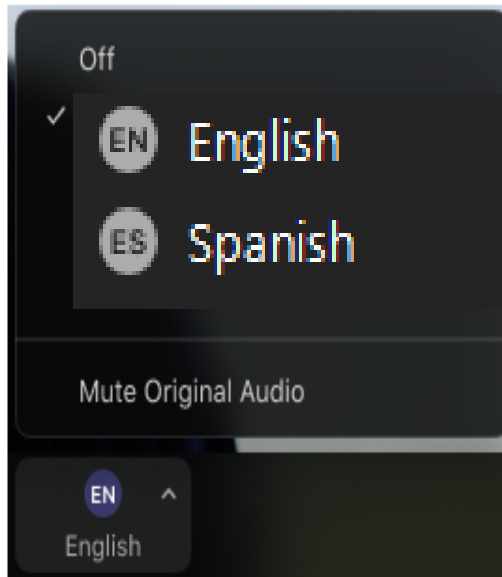 Off
EN English
ES Spanish
Mute Original Audio
EN
English